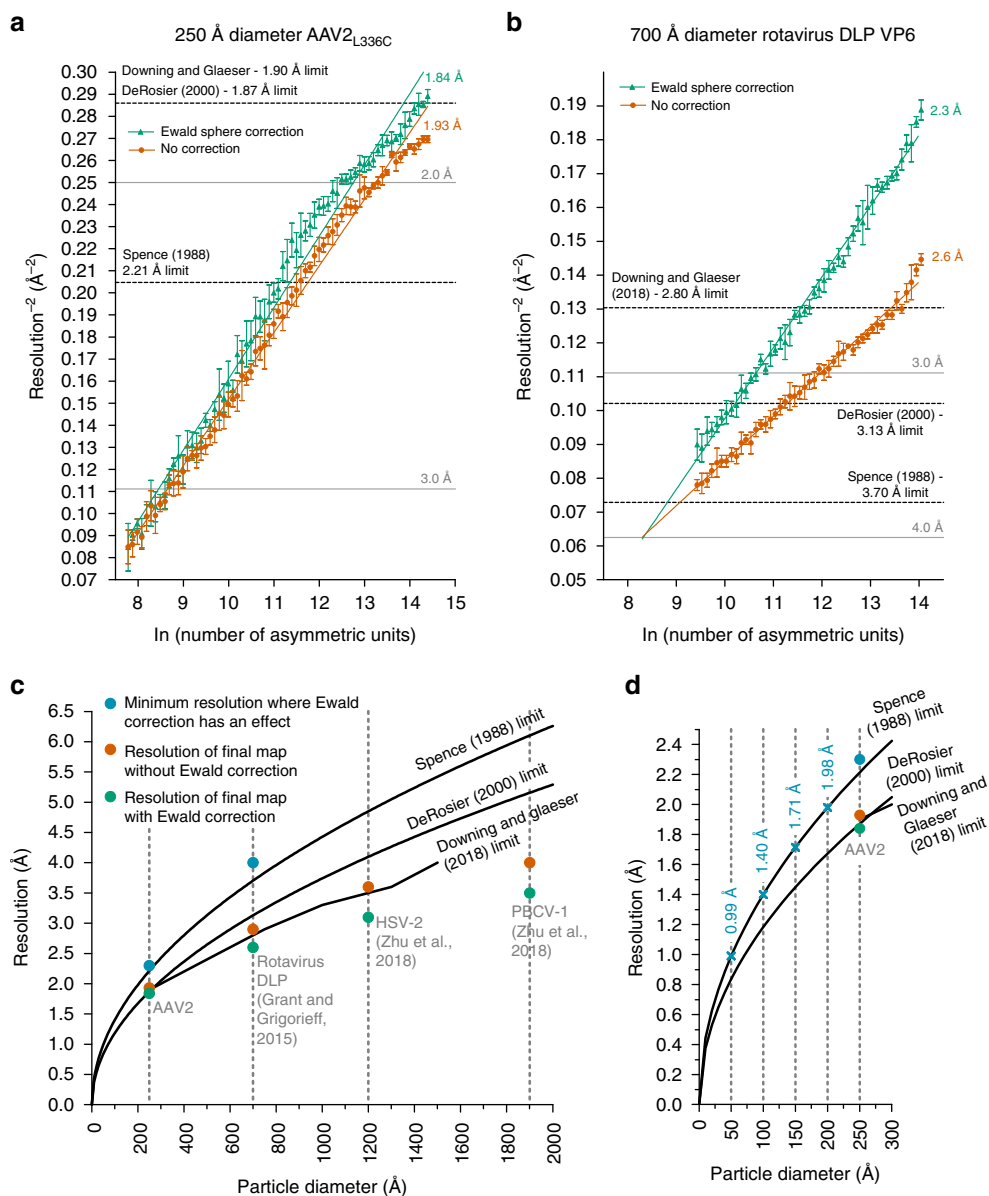 a
250 Å diameter AAV2L336C
Downing and Glaeser - 1.90 Å limit
DeRosier (2000) - 1.87 Å limit
Ewald sphere correction
No correction
1.84 Å
1.93 Å
2.0 Å
Spence (1988)
2.21 Å limit
3.0 Å
Resolution⁻² (Å⁻²)
0.30
0.29
0.28
0.27
0.26
0.25
0.24
0.23
0.22
0.21
0.20
0.19
0.18
0.17
0.16
0.15
0.14
0.13
0.12
0.11
0.10
0.09
0.08
0.07
8 9 10 11 12 13 14 15
In (number of asymmetric units)
b
700 Å diameter rotavirus DLP VP6
Ewald sphere correction
No correction
2.3 Å
2.6 Å
Downing and Glaeser
(2018) - 2.80 Å limit
3.0 Å
DeRosier (2000) -
3.13 Å limit
Spence (1988) -
3.70 Å limit
4.0 Å
Resolution⁻² (Å⁻²)
0.19
0.18
0.17
0.16
0.15
0.14
0.13
0.12
0.11
0.10
0.09
0.08
0.07
0.06
0.05
8 9 10 11 12 13 14
In (number of asymmetric units)
c
Minimum resolution where Ewald
correction has an effect
Resolution of final map
without Ewald correction
Resolution of final map
with Ewald correction
Spence (1988) limit
DeRosier (2000) limit
Downing and glaeser
(2018) limit
AAV2
Rotavirus
DLP
(Grant and
Grigorieff,
2015)
HSV-2
(Zhu et al.,
2018)
PBCV-1
(Zhu et al.,
2018)
Resolution (Å)
6.5
6.0
5.5
5.0
4.5
4.0
3.5
3.0
2.5
2.0
1.5
1.0
0.5
0.0
0 200 400 600 800 1000 1200 1400 1600 1800 2000
Particle diameter (Å)
d
Spence
(1988) limit
DeRosier
(2000) limit
Downing and
Glaeser
(2018) limit
0.99 Å
1.40 Å
1.71 Å
1.98 Å
AAV2
Resolution (Å)
2.4
2.2
2.0
1.8
1.6
1.4
1.2
1.0
0.8
0.6
0.4
0.2
0.0
0 50 100 150 200 250 300
Particle diameter (Å)